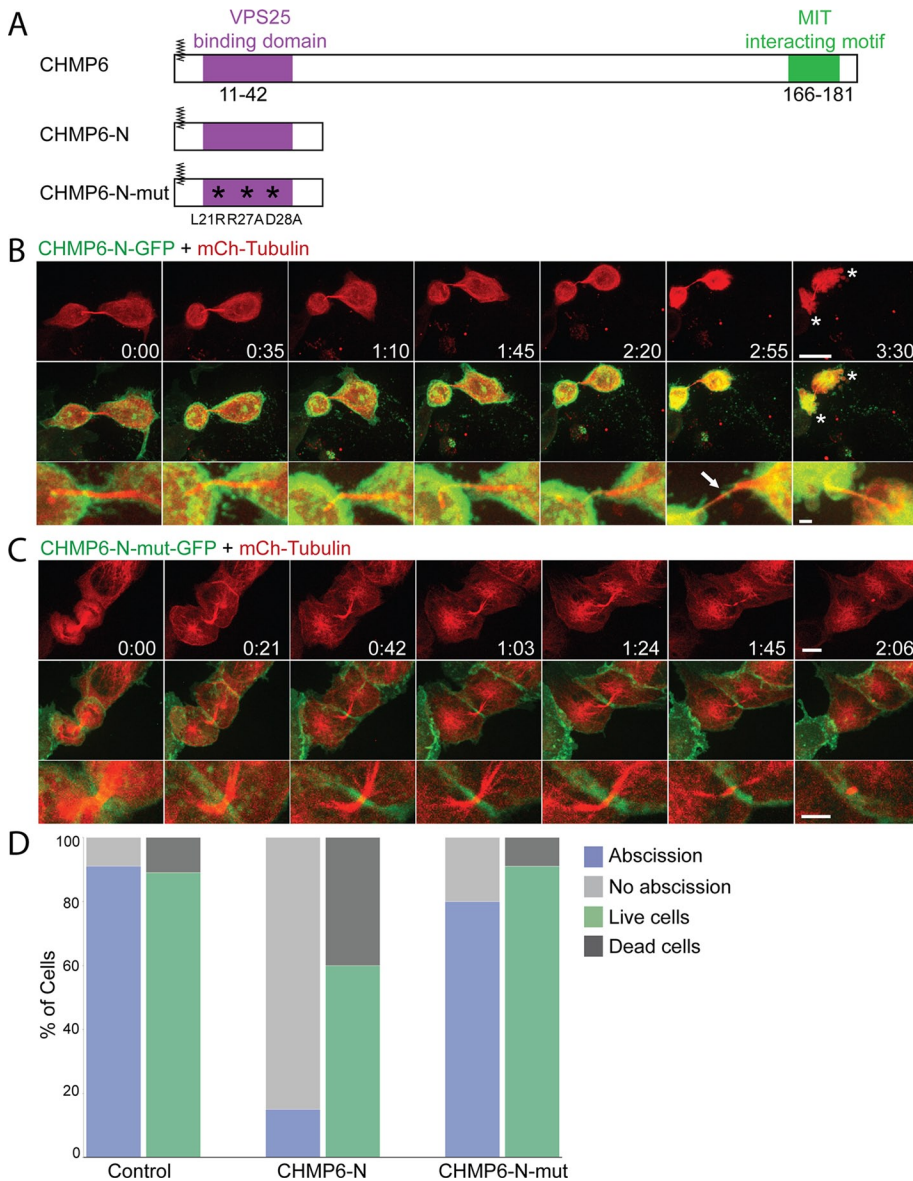 A
VPS25
binding domain
MIT
interacting motif
CHMP6
11-42
166-181
CHMP6-N
CHMP6-N-mut
* * *
L21R R27A D28A
B
CHMP6-N-GFP + mCh-Tubulin
0:00 0:35 1:10 1:45 2:20 2:55 3:30
* *
* *
C
CHMP6-N-mut-GFP + mCh-Tubulin
0:00 0:21 0:42 1:03 1:24 1:45 2:06
D
100
80
60
40
20
0
% of Cells
Control CHMP6-N CHMP6-N-mut
Abscission
No abscission
Live cells
Dead cells